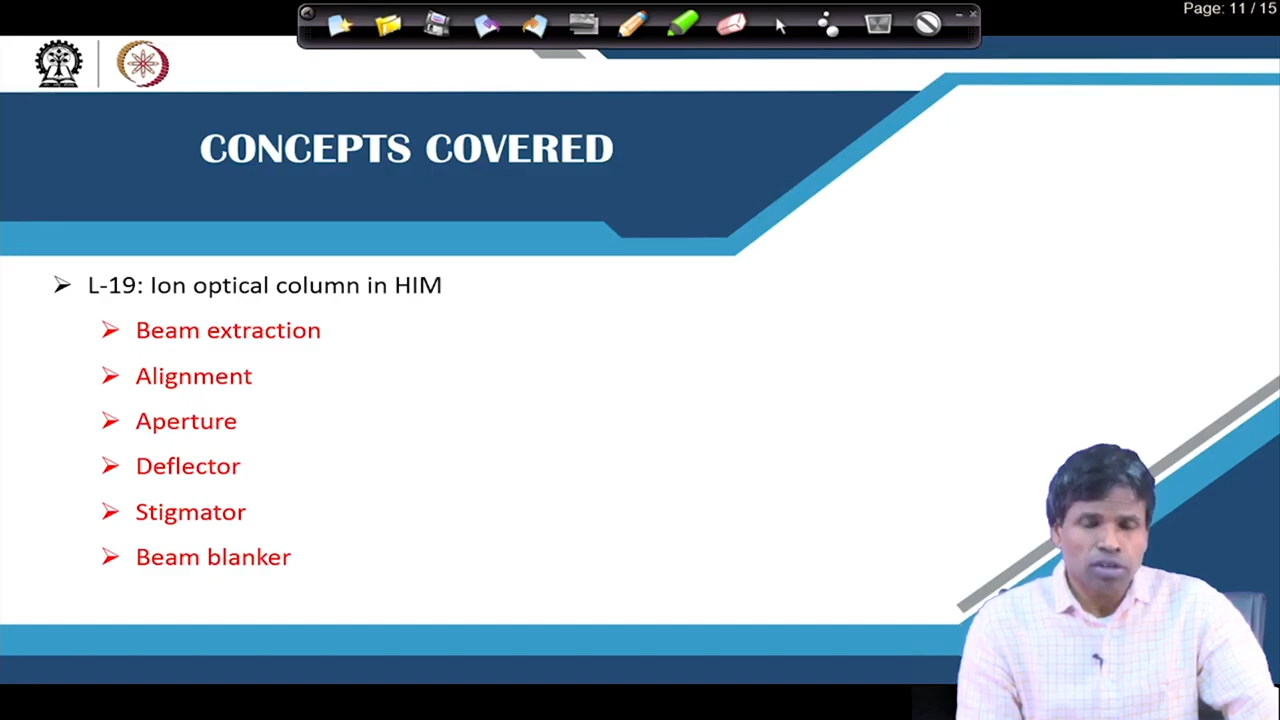 Page: 11 / 15
CONCEPTS COVERED
L-19: Ion optical column in HIM
Beam extraction
Alignment
Aperture
Deflector
Stigmator
Beam blanker